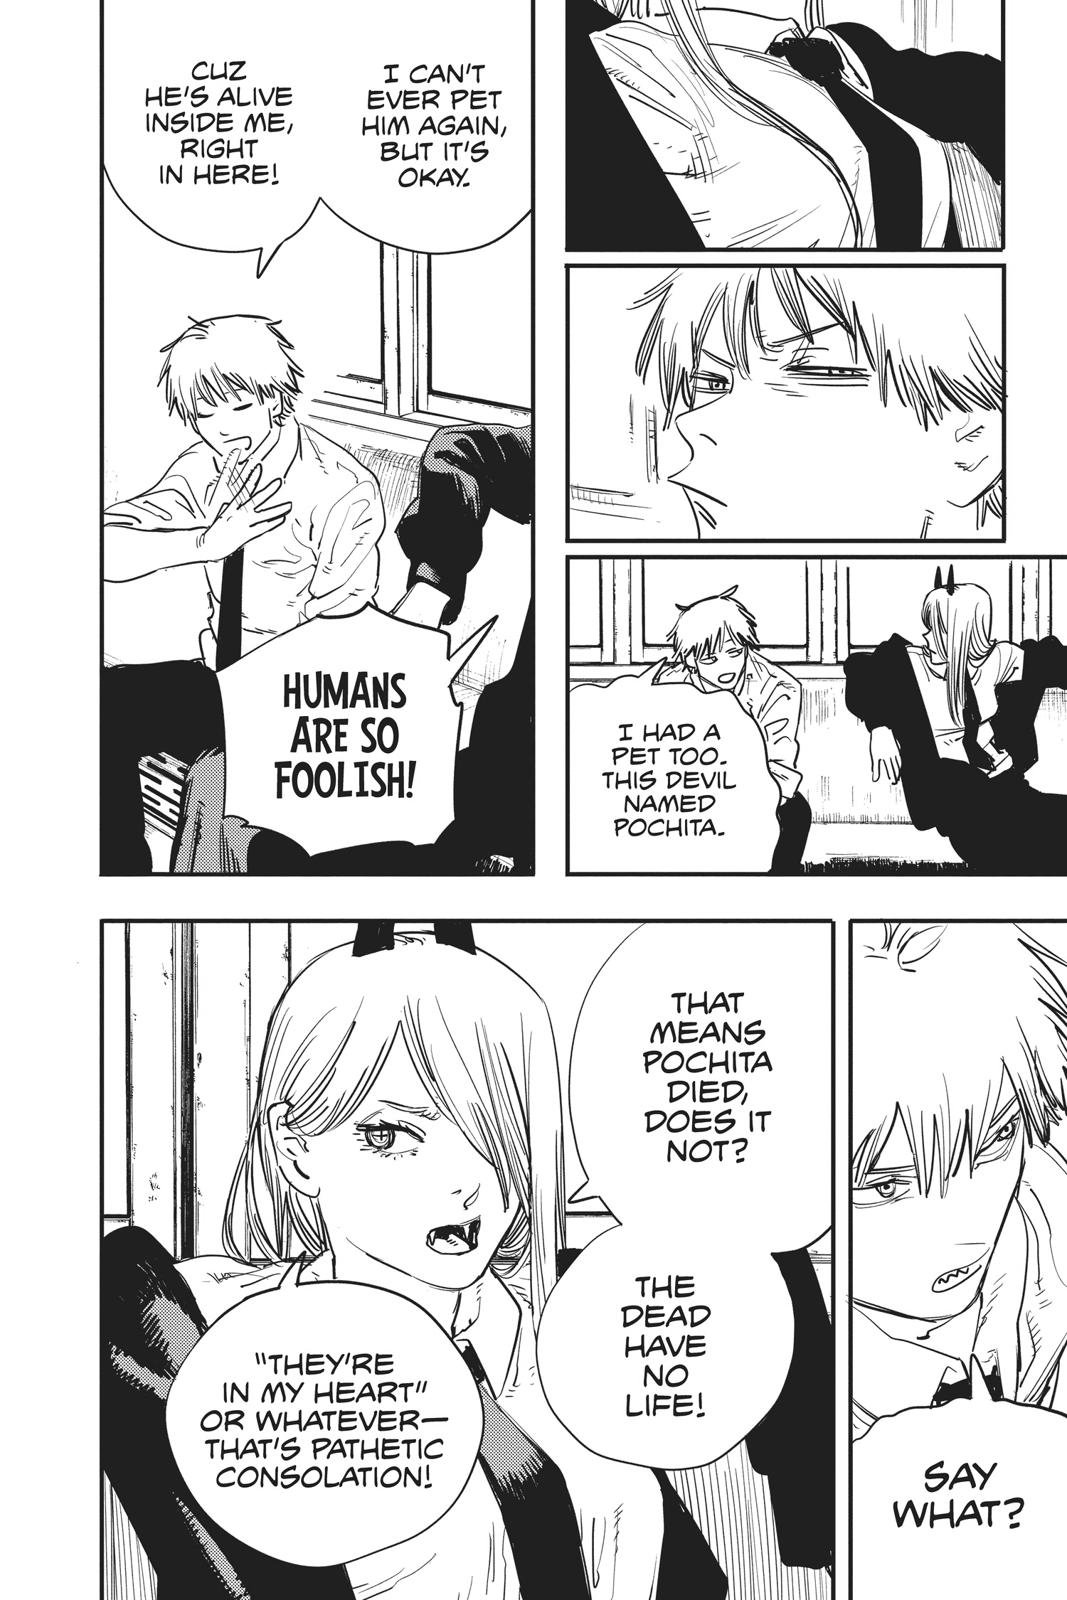 I HAD A
PET TOO.
THIS DEVIL
NAMED
POCHITA.
I CAN'T
EVER PET
HIM AGAIN,
BUT IT'S
OKAY.
CUZ
HE'S ALIVE
INSIDE ME,
RIGHT
IN HERE!
HUMANS
ARE SO
FOOLISH!
SAY
WHAT?
THAT
MEANS
POCHITA
DIED,
DOES IT
NOT?
THE
DEAD
HAVE
NO
LIFE!
"THEY'RE
IN MY HEART"
OR WHATEVER—
THAT'S PATHETIC
CONSOLATION!